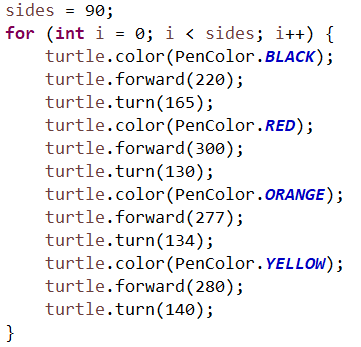 sides = 90;
for (int i = 0; i < sides; i++) {
    turtle.color(PenColor.BLACK);
    turtle.forward(220);
    turtle.turn(165);
    turtle.color(PenColor.RED);
    turtle.forward(300);
    turtle.turn(130);
    turtle.color(PenColor.ORANGE);
    turtle.forward(277);
    turtle.turn(134);
    turtle.color(PenColor.YELLOW);
    turtle.forward(280);
    turtle.turn(140);
}